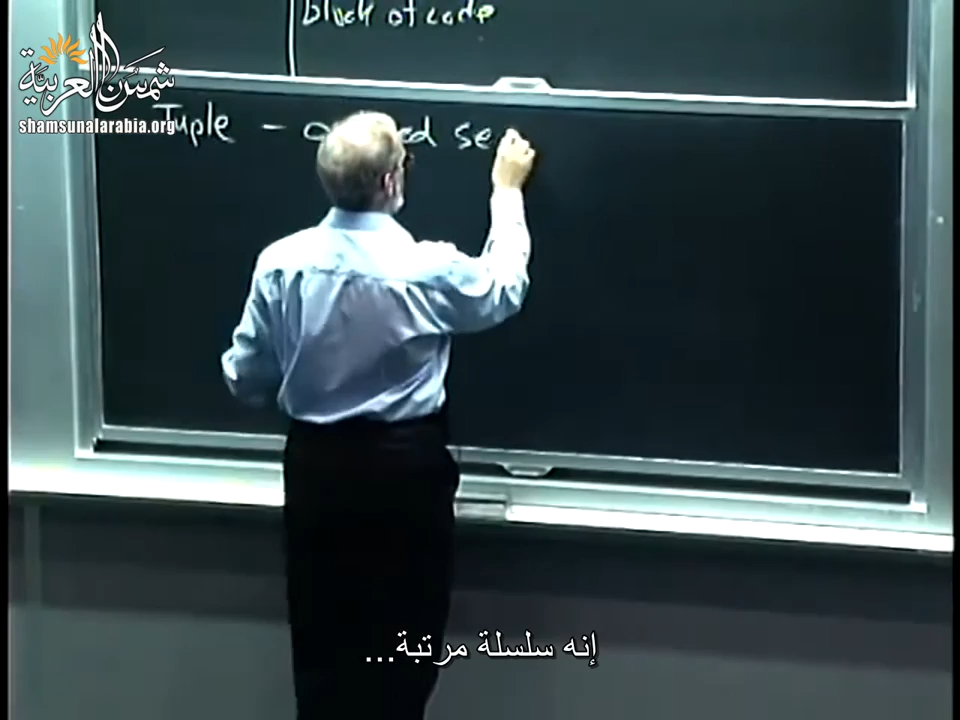 block of code
شمس العربية
shamsunalarabia.org
Tuple -
إنه سلسلة مرتبة...